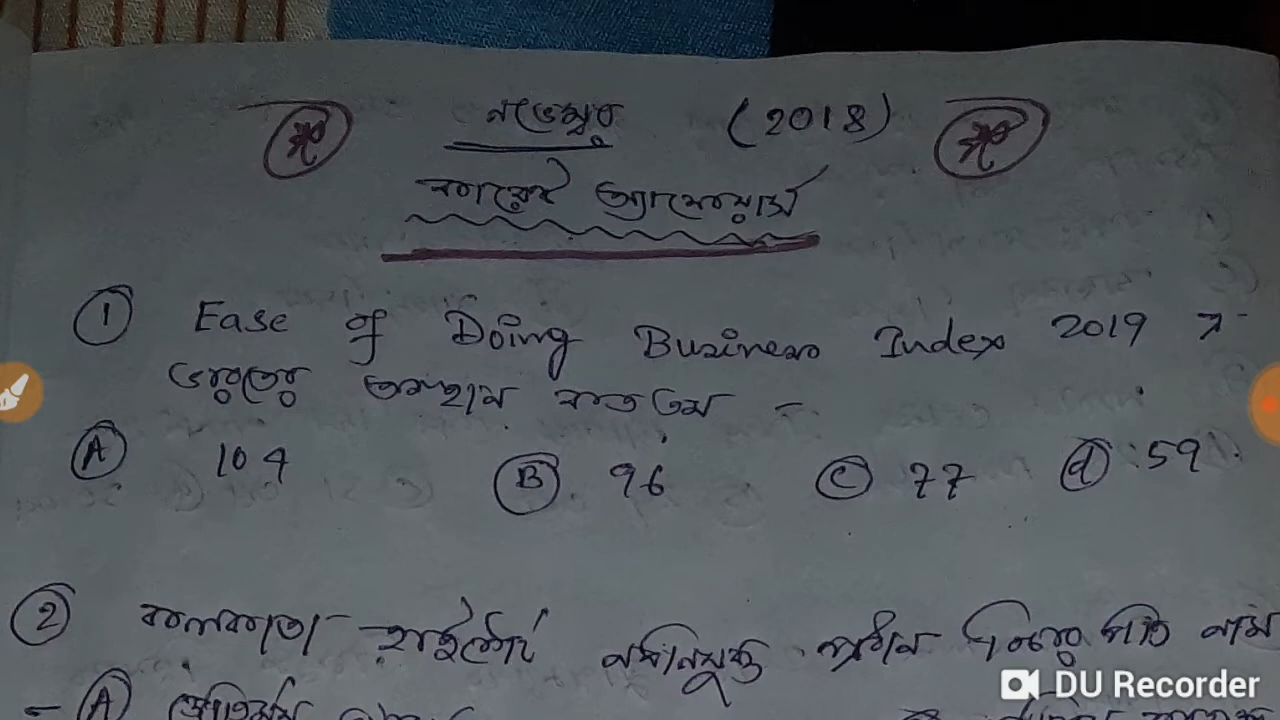 নভেম্বর (2018)
কারেন্ট অ্যাফেয়ার্স
① Ease of Doing Business Index 2019 এ
ভারতের অবস্থান কততম -
Ⓐ 104 Ⓑ 96 Ⓒ 77 ⓓ 59
② কলকাতা হাইকোর্টে নবনিযুক্ত প্রধান বিচারপতি নাম
- Ⓐ
DU Recorder